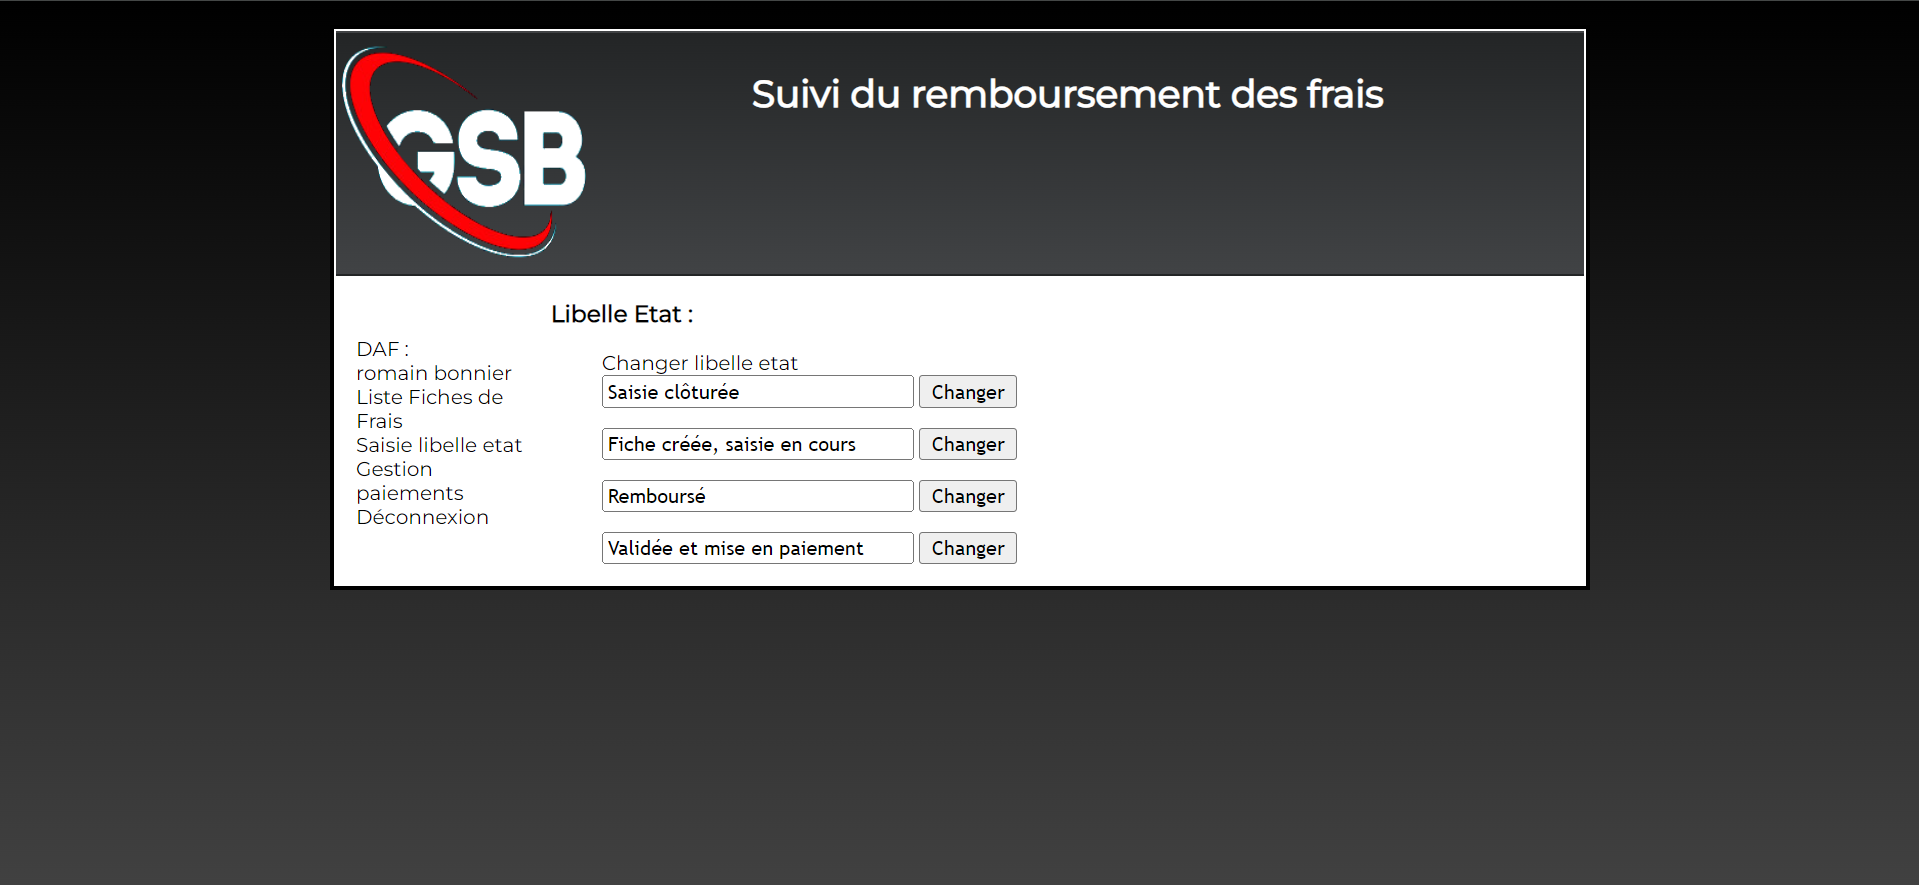 GSB
Suivi du remboursement des frais
Libelle Etat :
DAF :
romain bonnier
Liste Fiches de
Frais
Saisie libelle etat
Gestion
paiements
Déconnexion
Changer libelle etat
Saisie clôturée Changer
Fiche créée, saisie en cours Changer
Remboursé Changer
Validée et mise en paiement Changer